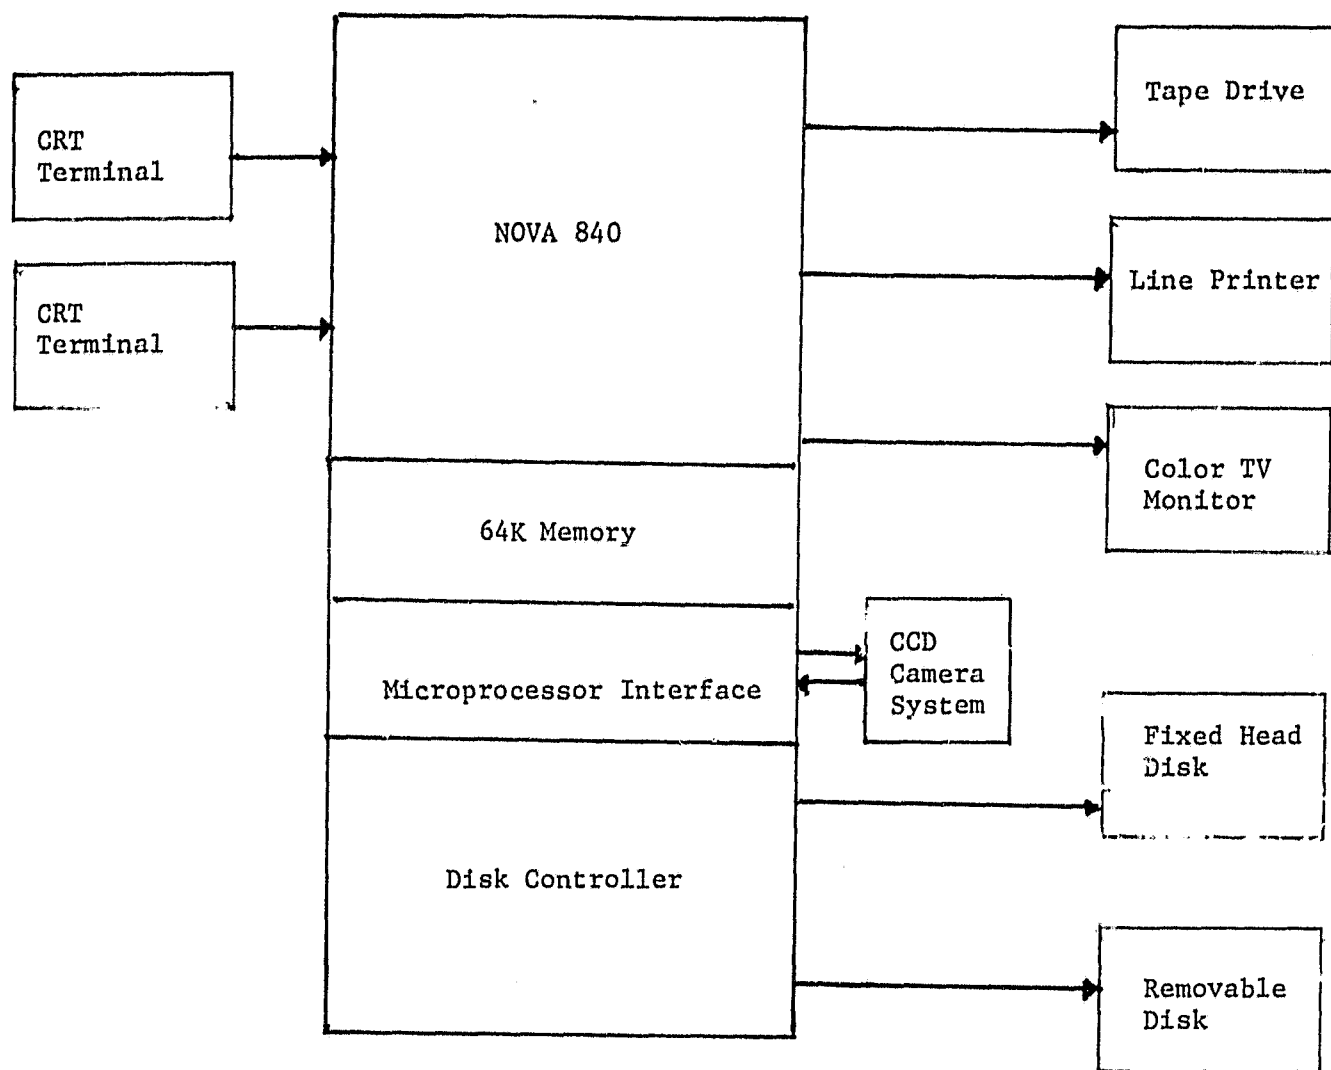 CRT
Terminal
CRT
Terminal
NOVA 840
64K Memory
Microprocessor Interface
Disk Controller
Tape Drive
Line Printer
Color TV
Monitor
CCD
Camera
System
Fixed Head
Disk
Removable
Disk